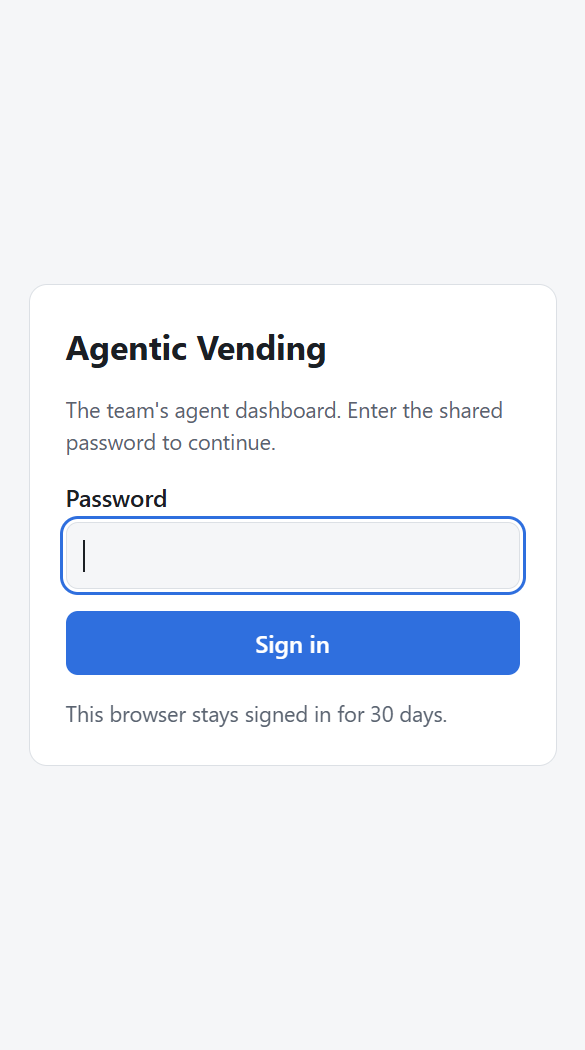 Agentic Vending
The team's agent dashboard. Enter the shared
password to continue.
Password
Sign in
This browser stays signed in for 30 days.